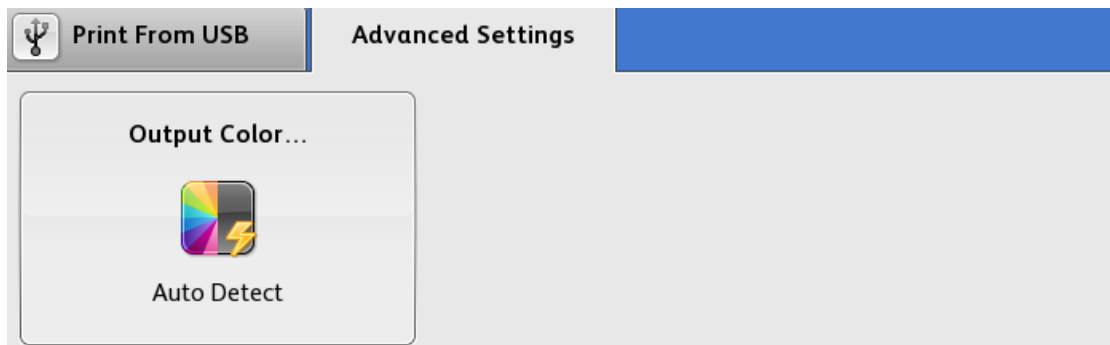 Print From USB
Advanced Settings
Output Color...
Auto Detect